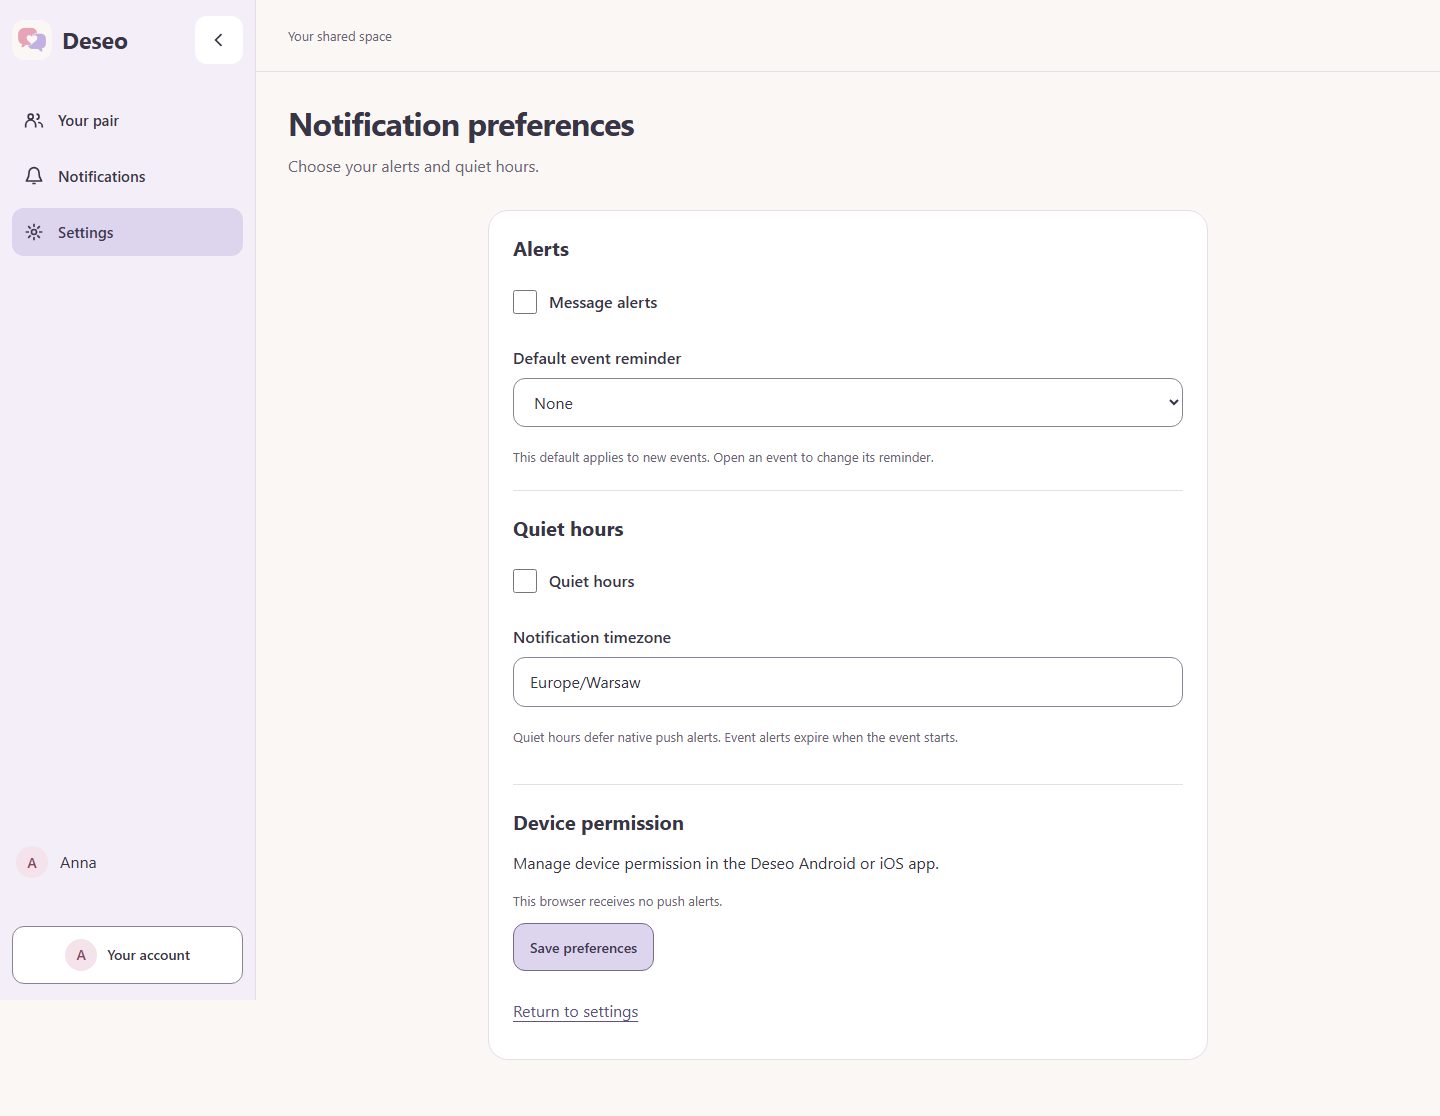 Deseo
Your shared space
Your pair
Notifications
Settings
Notification preferences
Choose your alerts and quiet hours.
Alerts
Message alerts
Default event reminder
None
This default applies to new events. Open an event to change its reminder.
Quiet hours
Quiet hours
Notification timezone
Europe/Warsaw
Quiet hours defer native push alerts. Event alerts expire when the event starts.
Device permission
Manage device permission in the Deseo Android or iOS app.
This browser receives no push alerts.
Save preferences
Return to settings
A Anna
A Your account